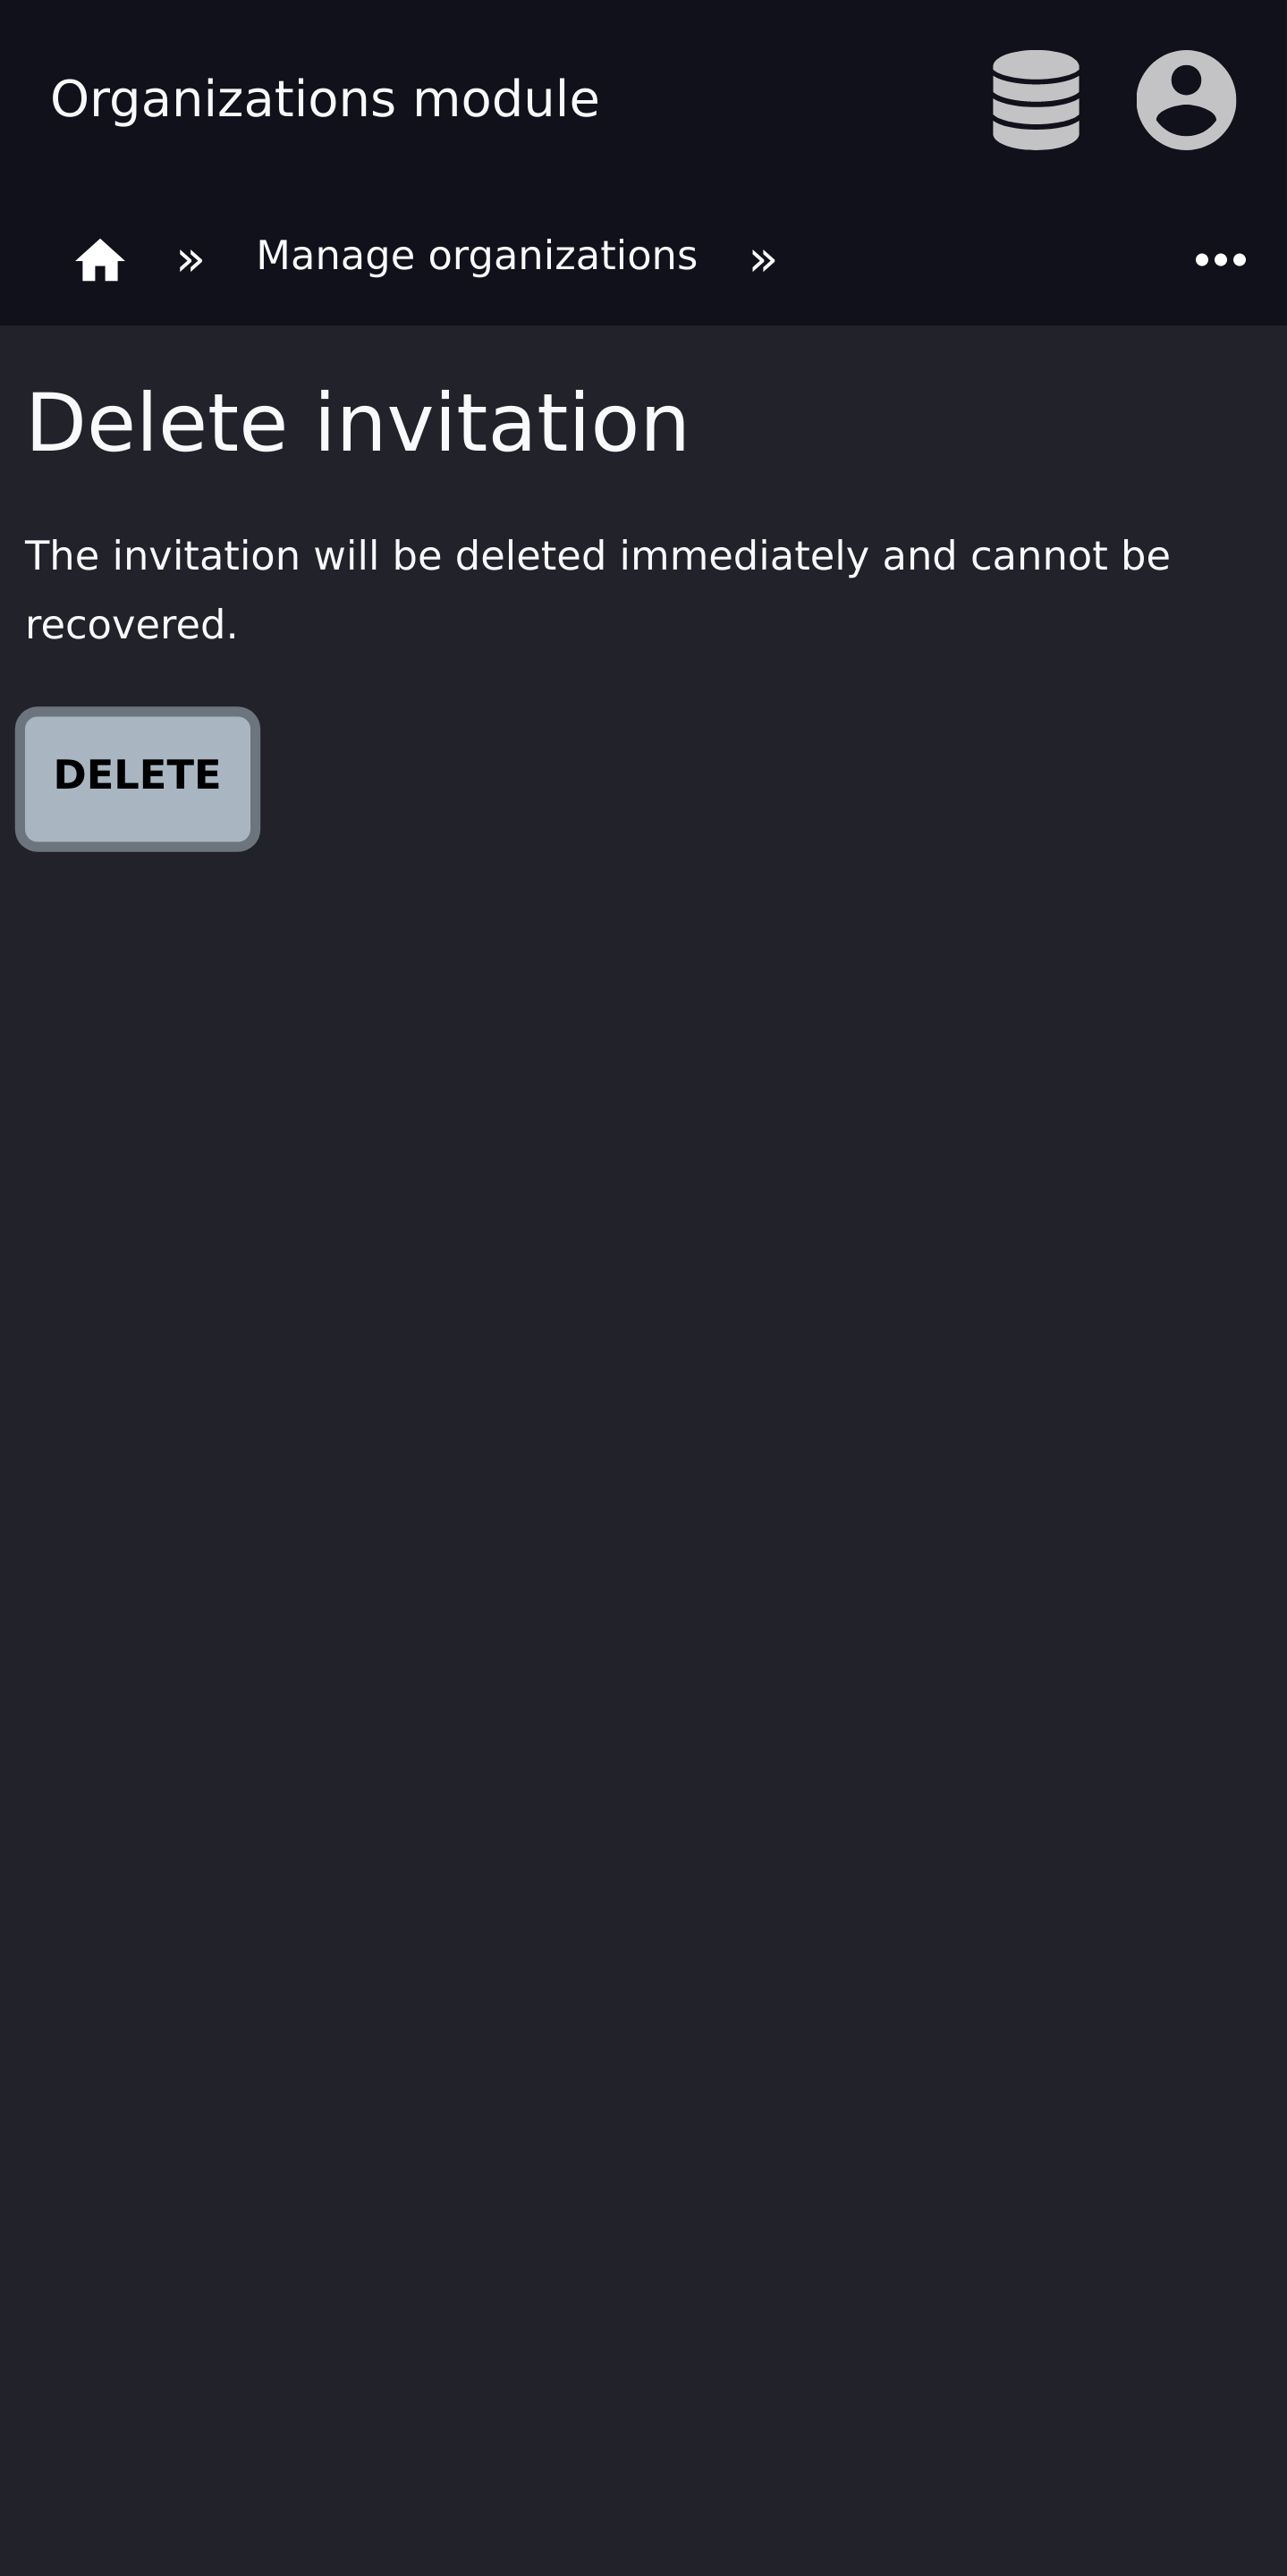 Organizations module
» Manage organizations »
Delete invitation
The invitation will be deleted immediately and cannot be
recovered.
DELETE